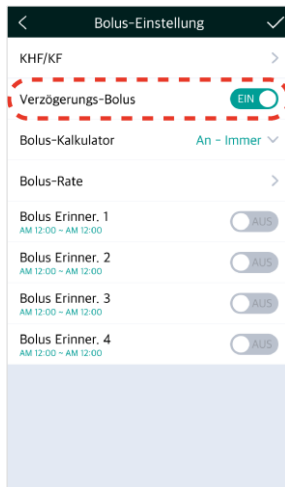 Bolus-Einstellung
KHF/KF
Verzögerungs-Bolus EIN
Bolus-Kalkulator An - Immer
Bolus-Rate
Bolus Erinner. 1 AUS
AM 12:00 ~ AM 12:00
Bolus Erinner. 2 AUS
AM 12:00 ~ AM 12:00
Bolus Erinner. 3 AUS
AM 12:00 ~ AM 12:00
Bolus Erinner. 4 AUS
AM 12:00 ~ AM 12:00